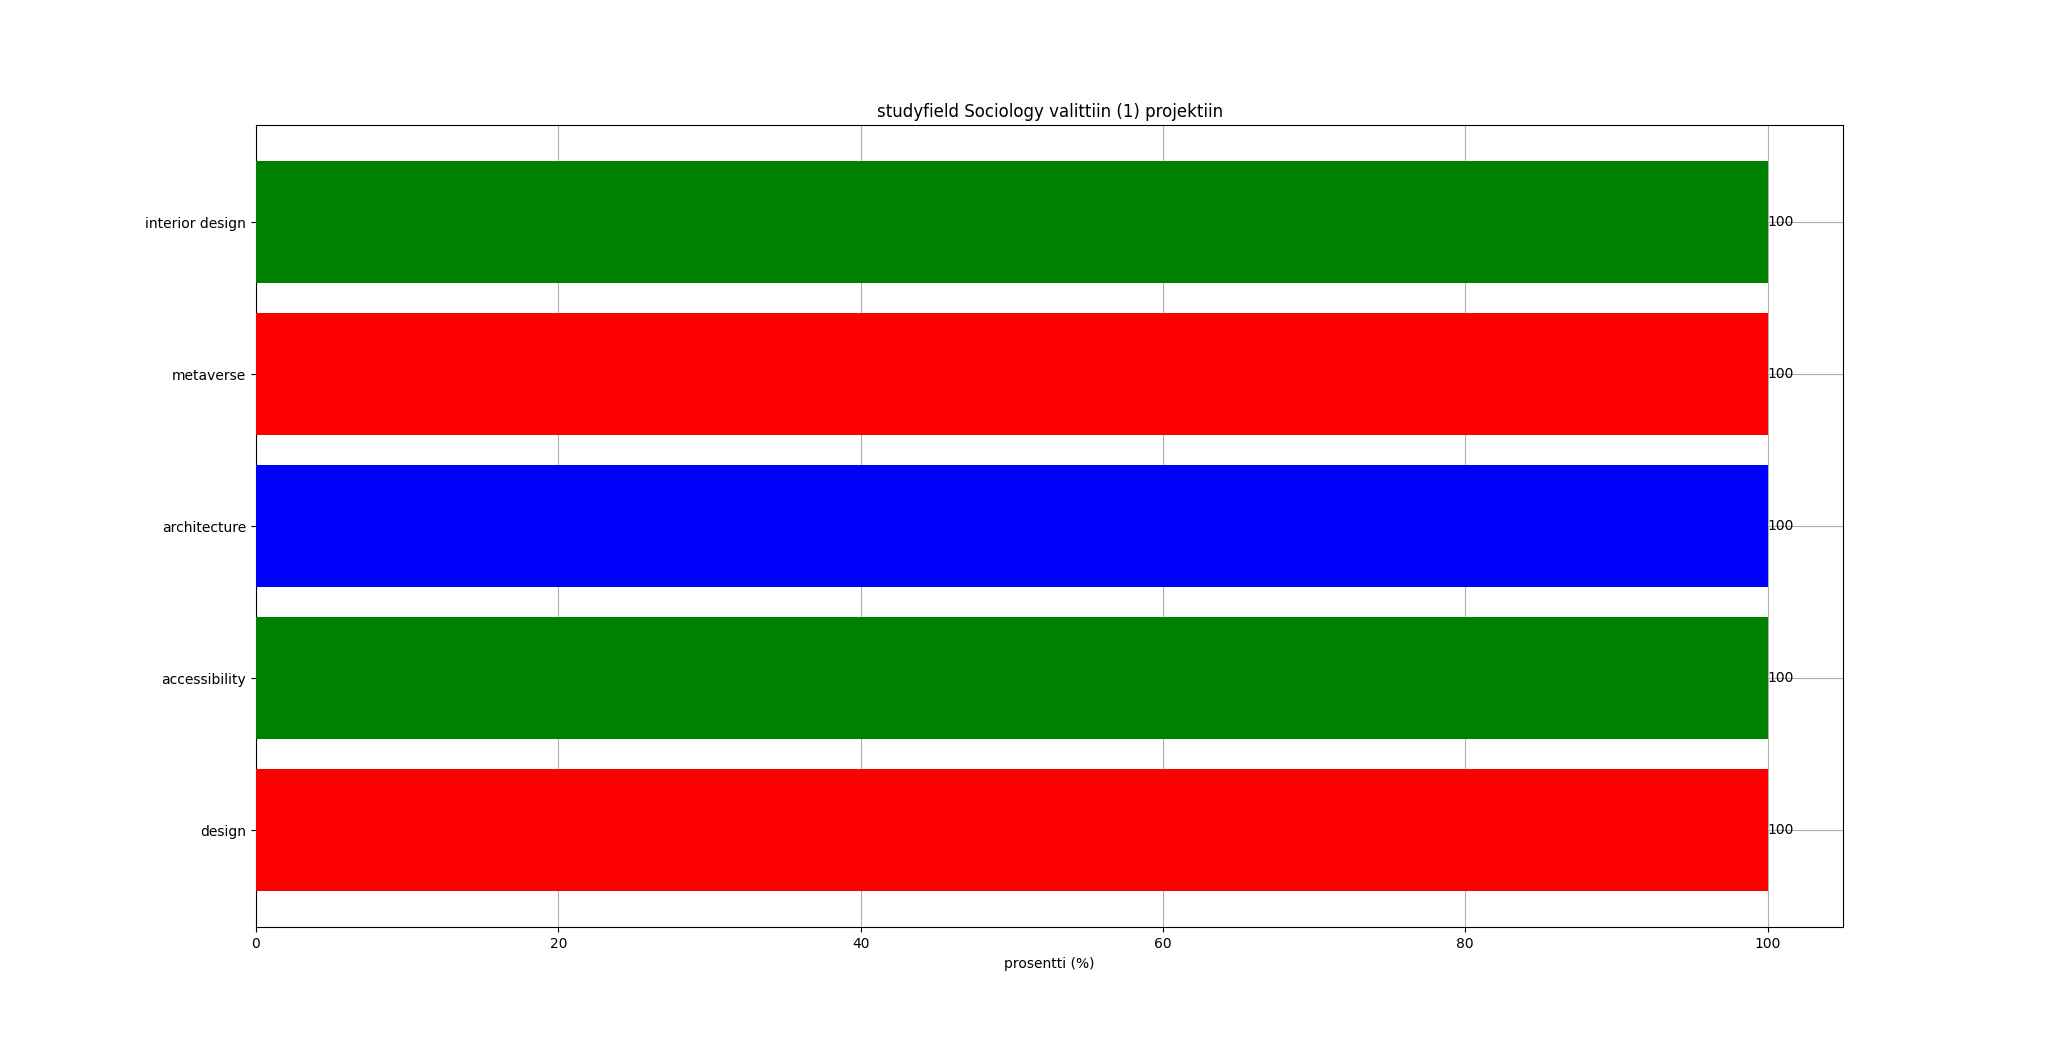 studyfield Sociology valittiin (1) projektiin
interior design
100
metaverse
100
architecture
100
accessibility
100
design
100
0 20 40 60 80 100
prosentti (%)